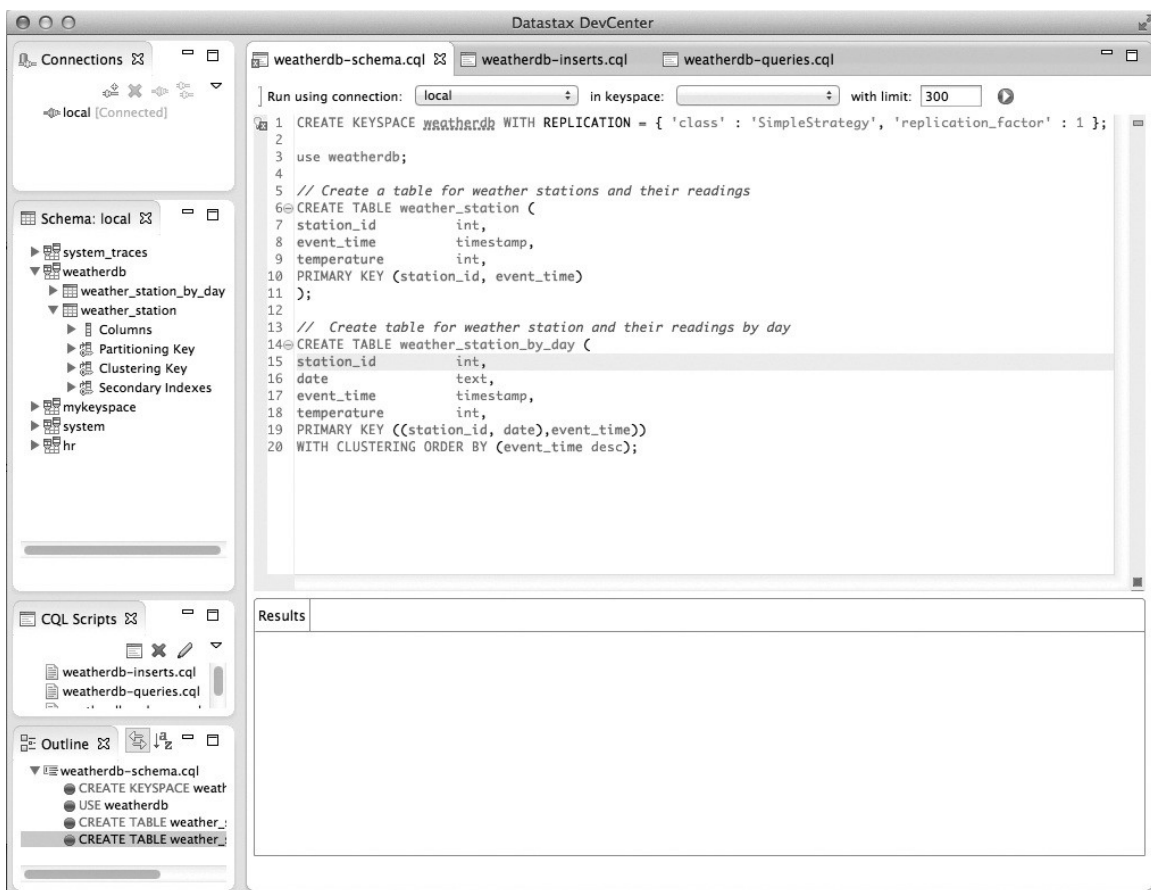 Datastax DevCenter
Connections
local [Connected]
Schema: local
system_traces
weatherdb
weather_station_by_day
weather_station
Columns
Partitioning Key
Clustering Key
Secondary Indexes
mykeyspace
system
hr
CQL Scripts
weatherdb-inserts.cql
weatherdb-queries.cql
Outline
a
z
weatherdb-schema.cql
CREATE KEYSPACE weath
USE weatherdb
CREATE TABLE weather_
CREATE TABLE weather_
weatherdb-schema.cql weatherdb-inserts.cql weatherdb-queries.cql
Run using connection: local in keyspace: with limit: 300
1 CREATE KEYSPACE weatherdb WITH REPLICATION = { 'class' : 'SimpleStrategy', 'replication_factor' : 1 };
2
3 use weatherdb;
4
5 // Create a table for weather stations and their readings
6 CREATE TABLE weather_station (
7 station_id int,
8 event_time timestamp,
9 temperature int,
10 PRIMARY KEY (station_id, event_time)
11 );
12
13 // Create table for weather station and their readings by day
14 CREATE TABLE weather_station_by_day (
15 station_id int,
16 date text,
17 event_time timestamp,
18 temperature int,
19 PRIMARY KEY ((station_id, date),event_time))
20 WITH CLUSTERING ORDER BY (event_time desc);
Results